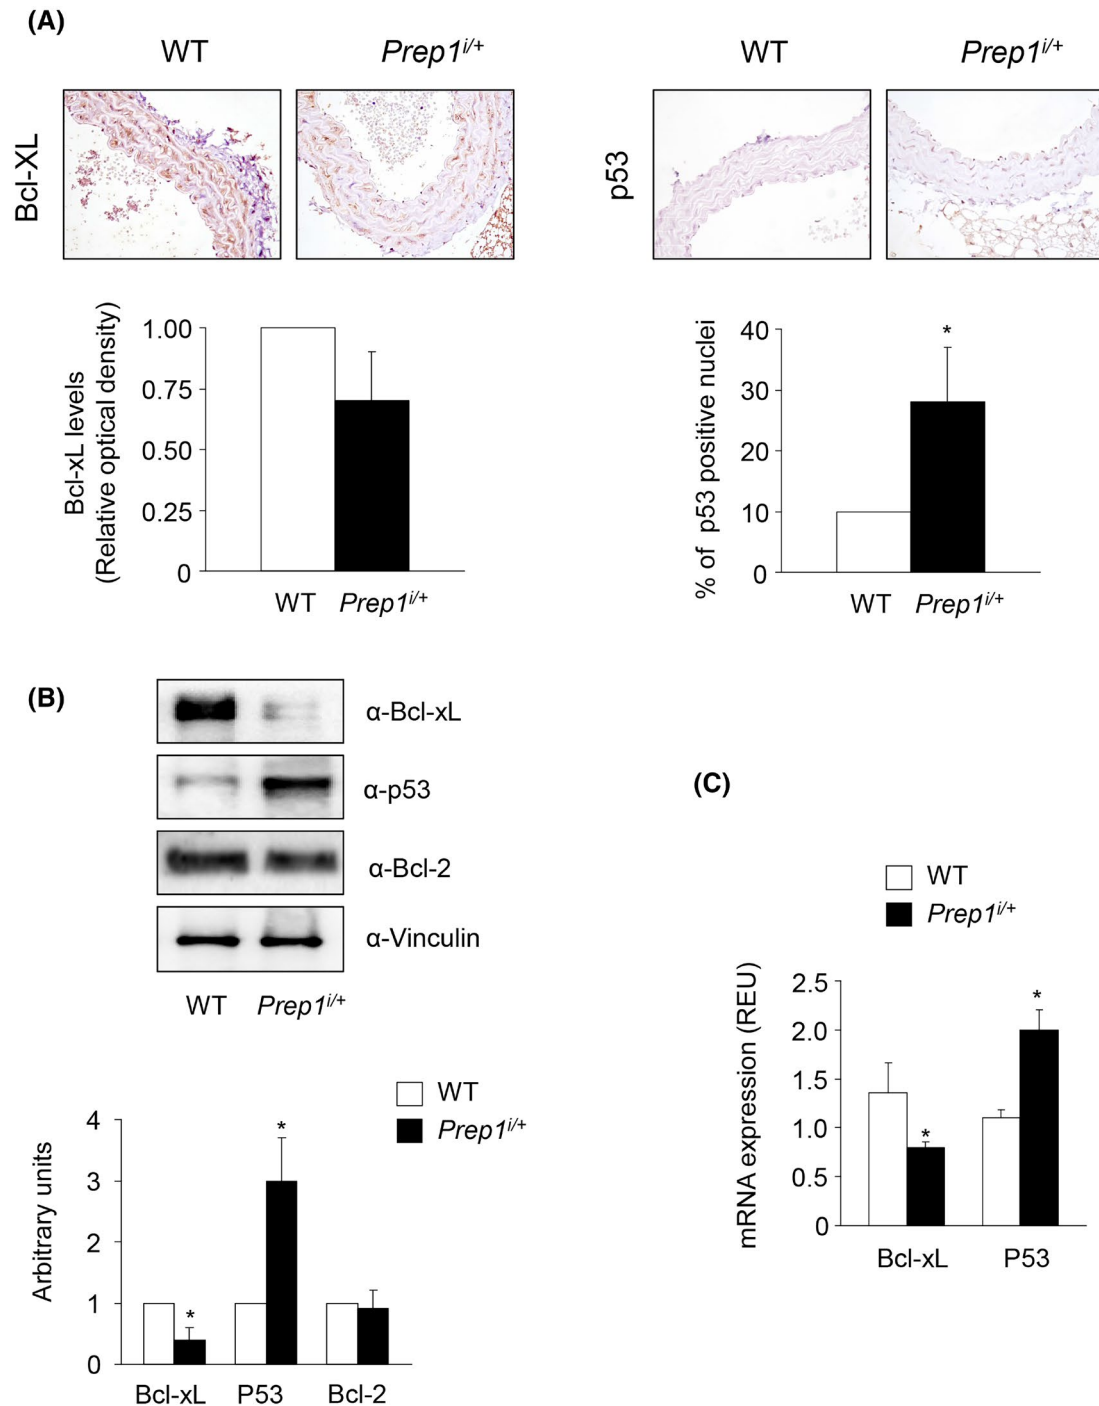 (A)
WT Prep1i/+ WT Prep1i/+
Bcl-XL
p53
Bcl-xL levels
(Relative optical density)
1.00
0.75
0.50
0.25
0
WT Prep1i/+
% of p53 positive nuclei
40
30
20
10
0
*
WT Prep1i/+
(B)
α-Bcl-xL
α-p53
α-Bcl-2
α-Vinculin
WT Prep1i/+
WT
Prep1i/+
Arbitrary units
4
3
2
1
0
*
*
Bcl-xL P53 Bcl-2
(C)
WT
Prep1i/+
mRNA expression (REU)
2.5
2.0
1.5
1.0
0.5
0
*
*
Bcl-xL P53